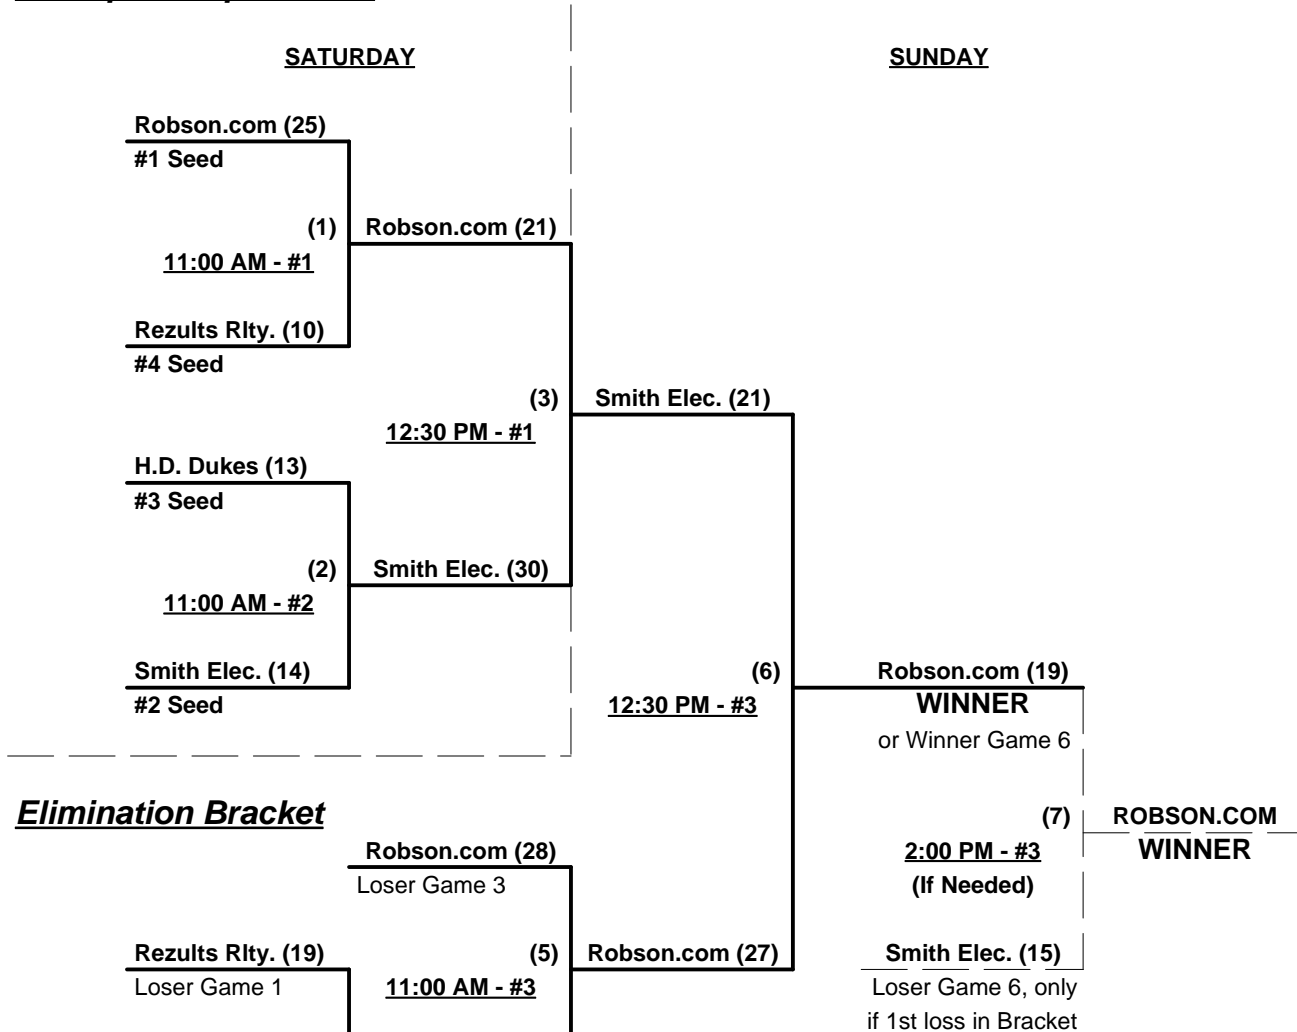 SATURDAY
SUNDAY
Robson.com (25)
#1 Seed
(1)
Robson.com (21)
11:00 AM - #1
Rezults Rlty. (10)
#4 Seed
(3)
Smith Elec. (21)
12:30 PM - #1
H.D. Dukes (13)
#3 Seed
(2)
Smith Elec. (30)
11:00 AM - #2
Smith Elec. (14)
#2 Seed
(6)
Robson.com (19)
12:30 PM - #3
WINNER
or Winner Game 6
Elimination Bracket
(7)
ROBSON.COM
Robson.com (28)
2:00 PM - #3
WINNER
Loser Game 3
(If Needed)
Rezults Rlty. (19)
(5)
Robson.com (27)
Smith Elec. (15)
Loser Game 1
11:00 AM - #3
Loser Game 6, only
if 1st loss in Bracket